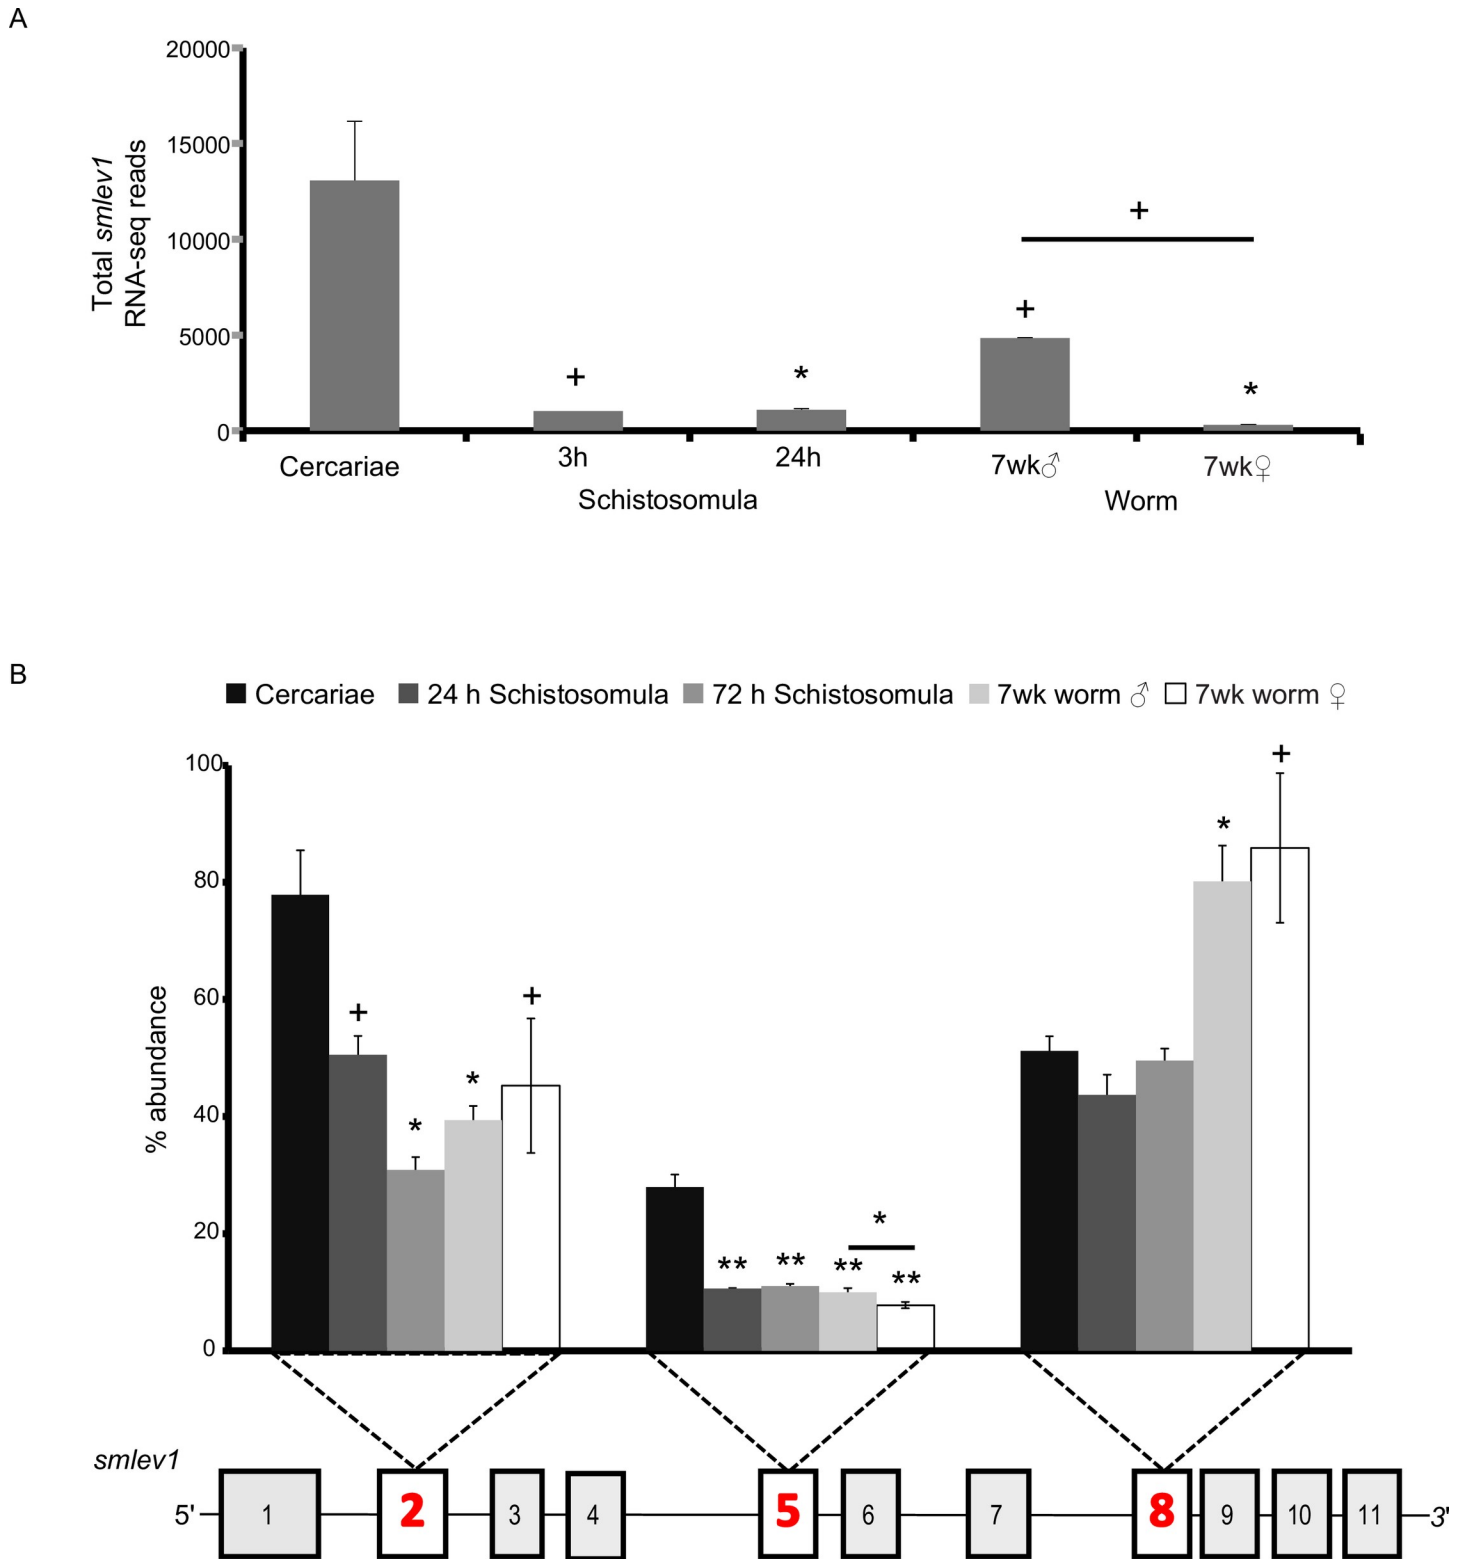 A
20000
15000
10000
5000
0
Total smlev1
RNA-seq reads
+
+
*
+
*
Cercariae
3h
24h
7wk♂
7wk♀
Schistosomula
Worm
B
Cercariae
24 h Schistosomula
72 h Schistosomula
7wk worm ♂
7wk worm ♀
100
80
60
40
20
0
% abundance
+
*
*
+
**
**
**
**
*
*
+
smlev1
5'
1
2
3
4
5
6
7
8
9
10
11
3'